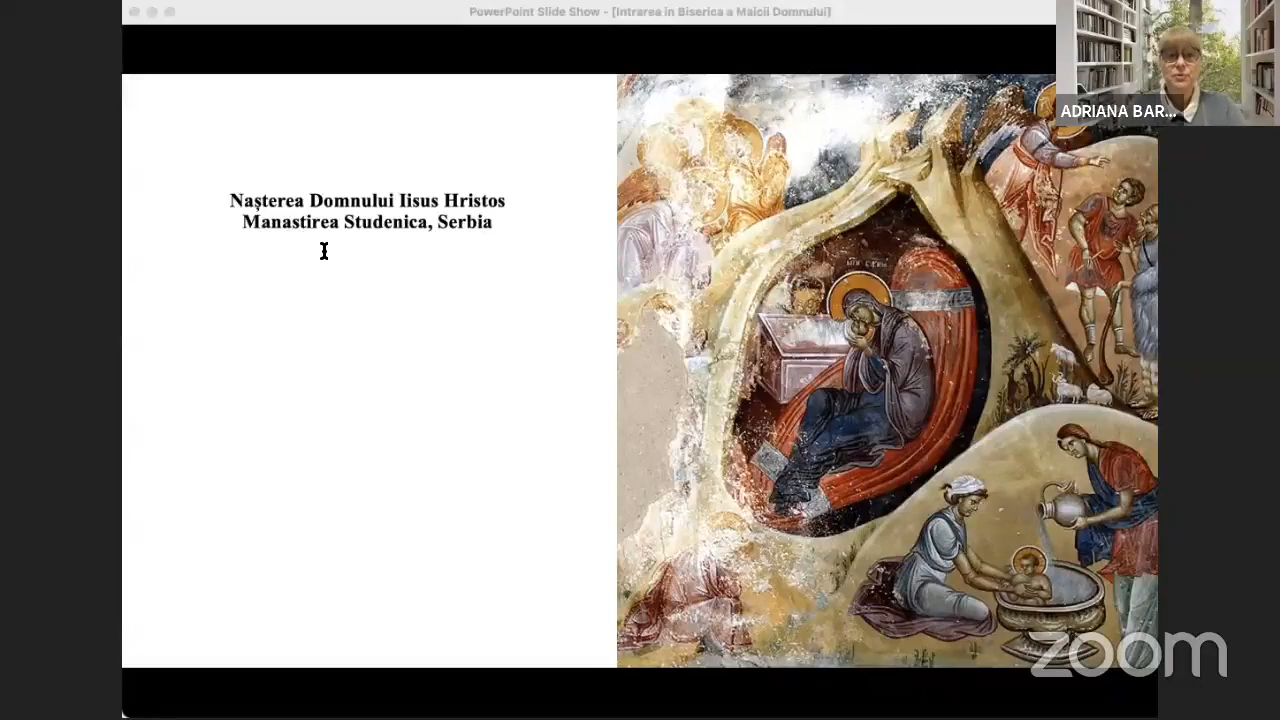 PowerPoint Slide Show - [Intrarea in Biserica a Maicii Domnului]
ADRIANA BAR...
Nașterea Domnului Iisus Hristos
Manastirea Studenica, Serbia
zoom